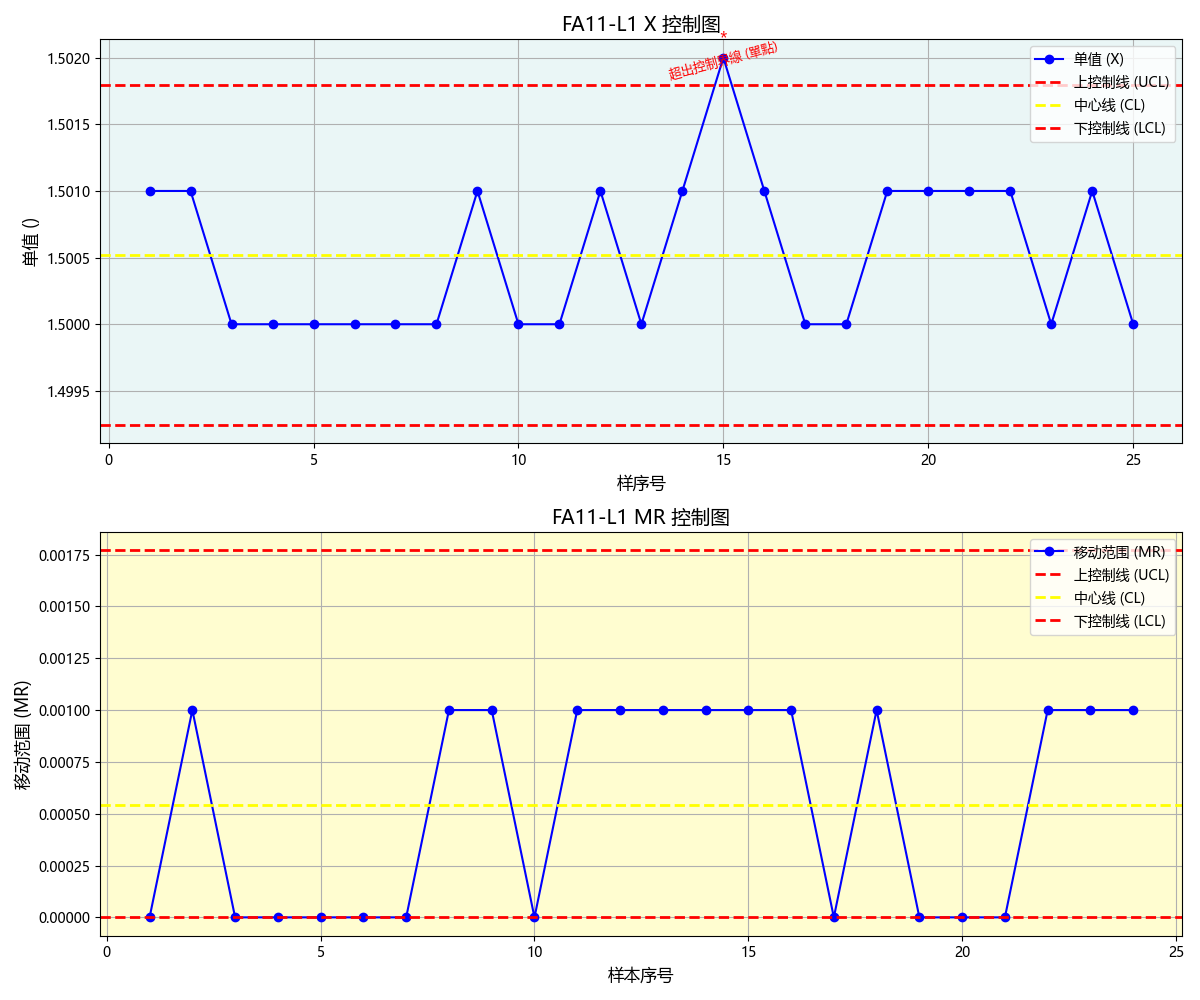 FA11-L1 X 控制图
*
超出控制界線 (單點)
单值 (X)
上控制线 (UCL)
中心线 (CL)
下控制线 (LCL)
1.5020
1.5015
1.5010
1.5005
1.5000
1.4995
单值 ()
0 5 10 15 20 25
样序号
FA11-L1 MR 控制图
移动范围 (MR)
上控制线 (UCL)
中心线 (CL)
下控制线 (LCL)
0.00175
0.00150
0.00125
0.00100
0.00075
0.00050
0.00025
0.00000
移动范围 (MR)
0 5 10 15 20 25
样本序号